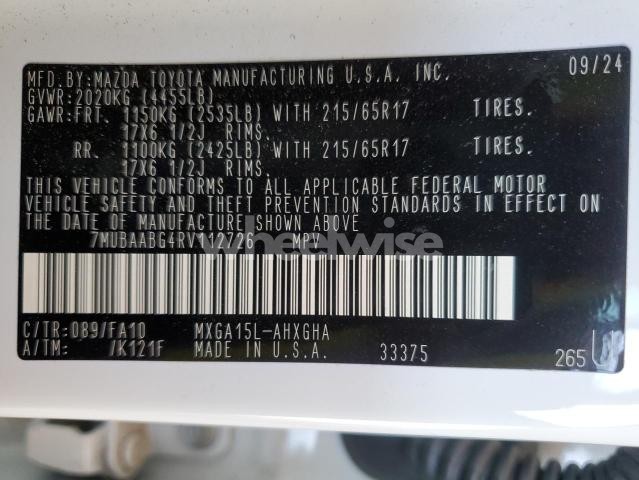 MFD.BY:MAZDA TOYOTA MANUFACTURING U.S.A. INC. 09/24
GVWR:2020KG (4455LB)
GAWR:FRT. 1150KG (2535LB) WITH 215/65R17 TIRES.
17X6 1/2J RIMS.
RR. 1100KG (2425LB) WITH 215/65R17 TIRES.
17X6 1/2J RIMS.
THIS VEHICLE CONFORMS TO ALL APPLICABLE FEDERAL MOTOR
VEHICLE SAFETY AND THEFT PREVENTION STANDARDS IN EFFECT ON
THE DATE OF MANUFACTURE SHOWN ABOVE
7MUBAABG4RV112726 MPV
wheelwise
C/TR:089/FA10 MXGA15L-AHXGHA
A/TM: /K121F MADE IN U.S.A. 33375 265